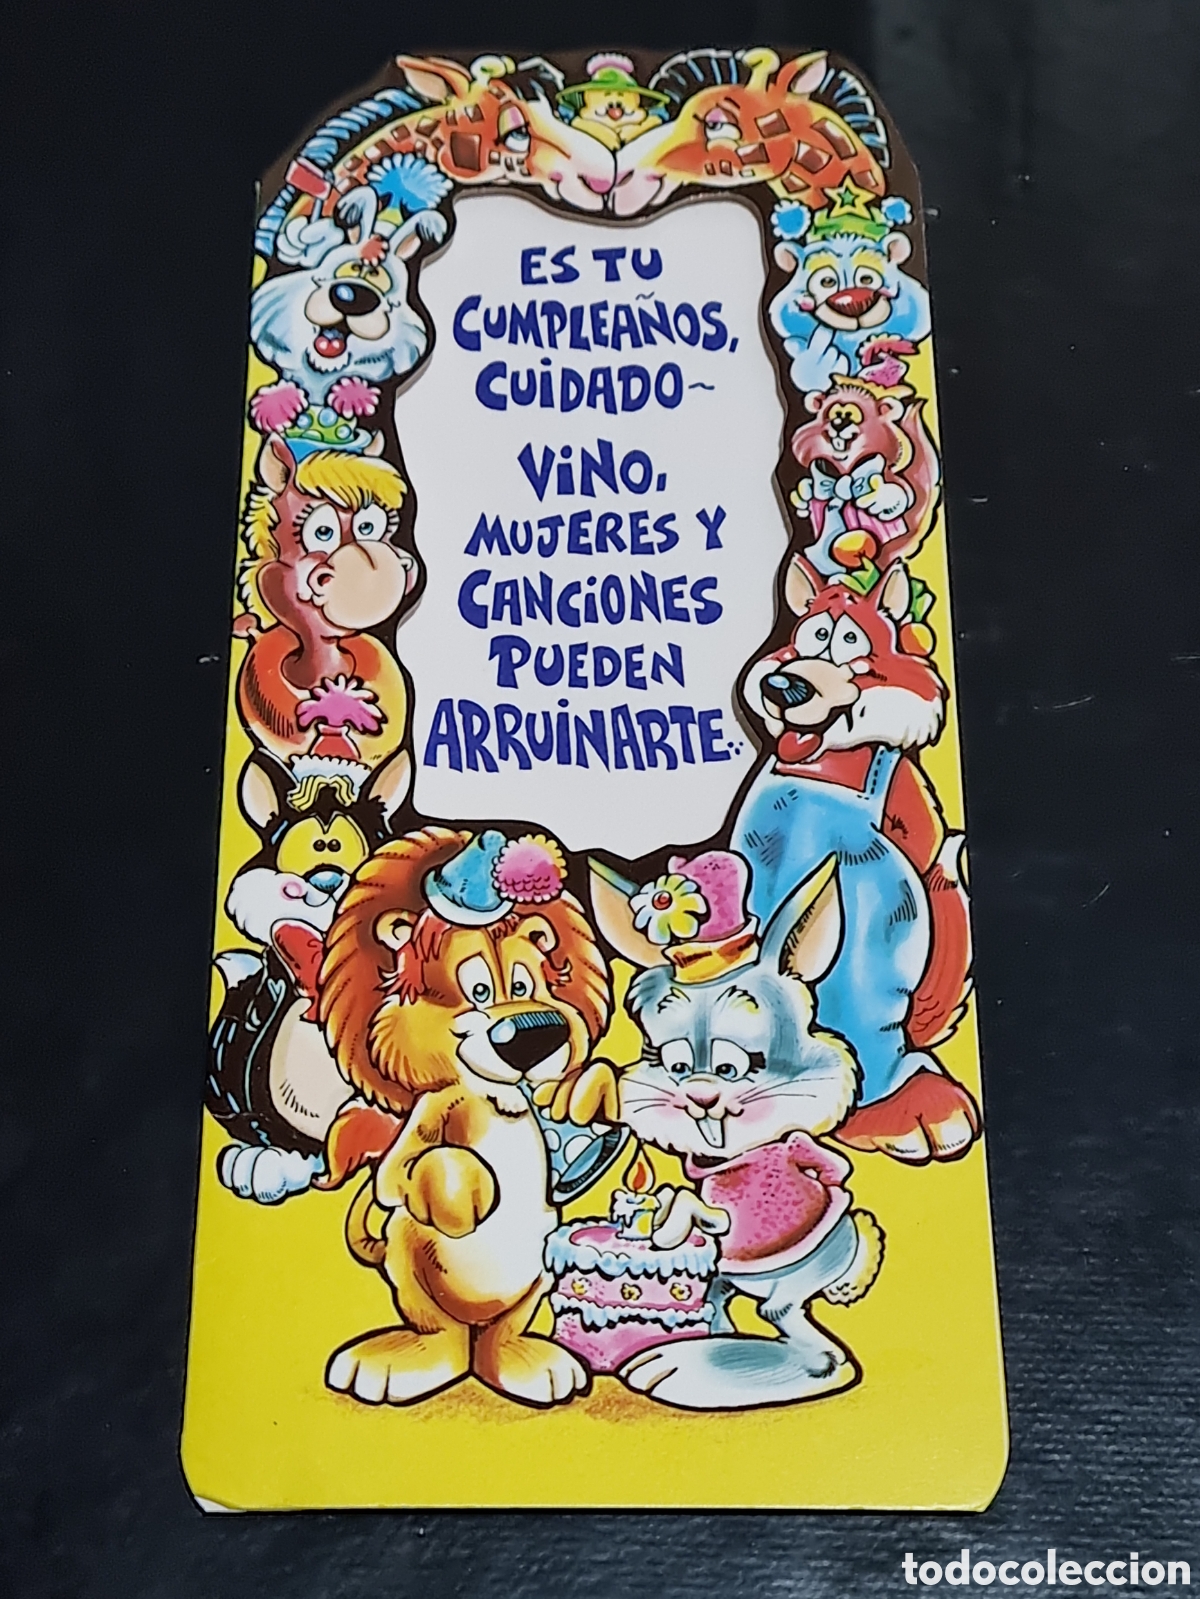 ES TU
CUMPLEAÑOS,
CUIDADO~
VINO,
MUJERES Y
CANCIONES
PUEDEN
ARRUINARTE...
todocoleccion